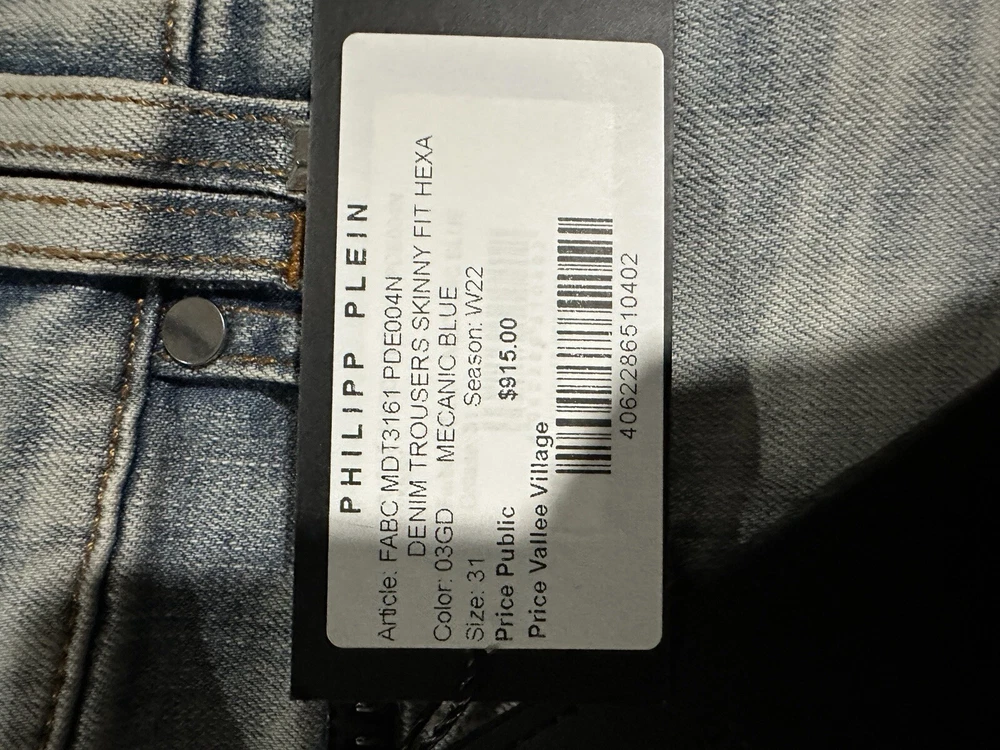 PHILIPP PLEIN
Article: FABC MDT3161 PDE004N
DENIM TROUSERS SKINNY FIT HEXA
Color: 03GD MECANIC BLUE
Size: 31 Season: W22
Price Public $915.00
Price Vallee Village
4062286510402